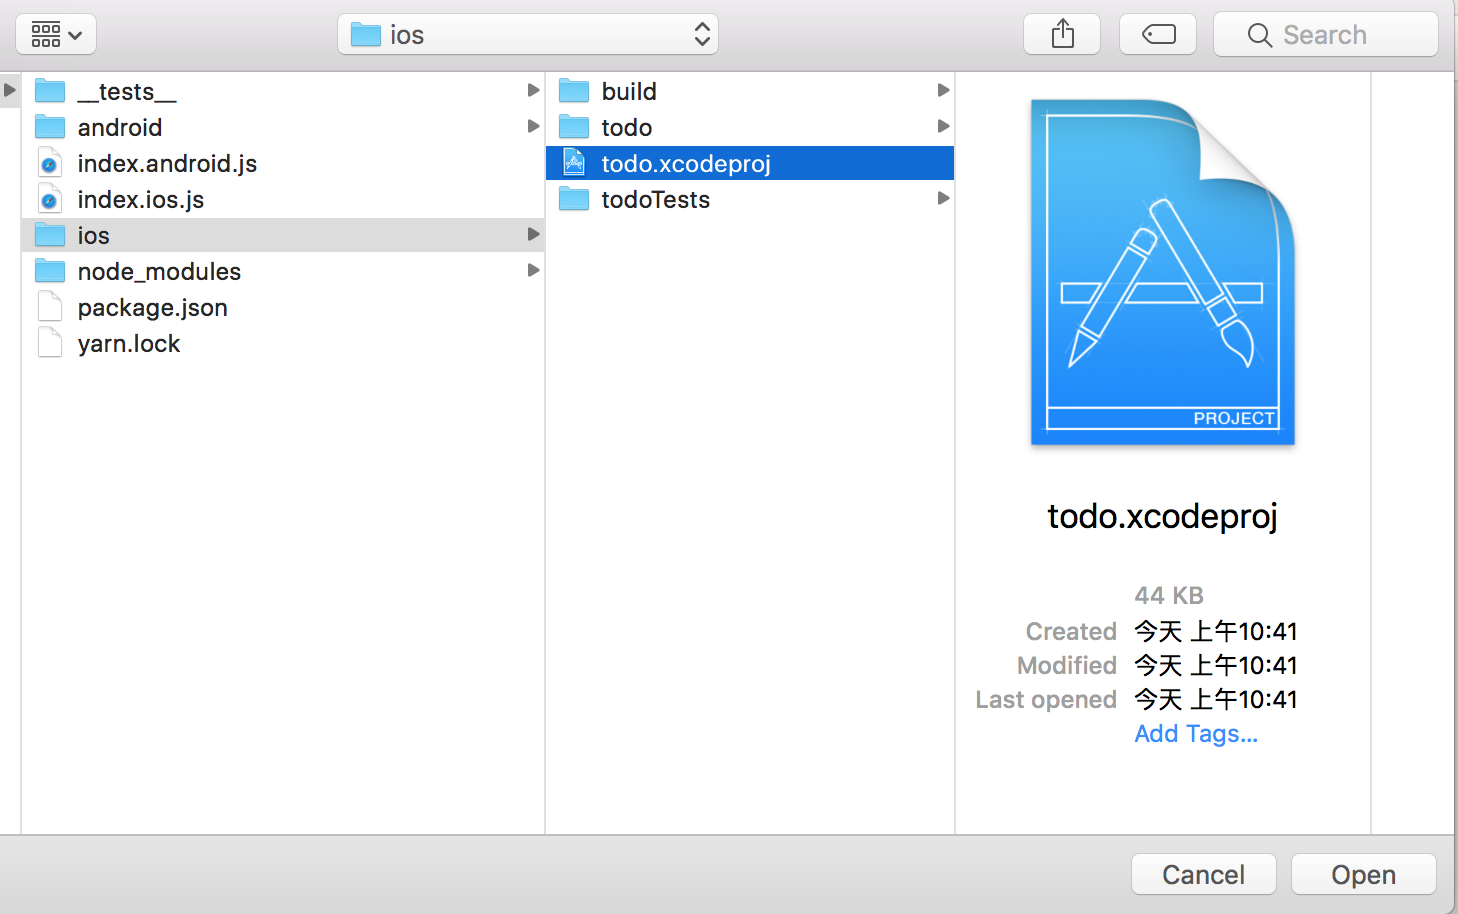 ios
Search
__tests__
android
index.android.js
index.ios.js
ios
node_modules
package.json
yarn.lock
build
todo
todo.xcodeproj
todoTests
PROJECT
todo.xcodeproj
44 KB
Created 今天 上午10:41
Modified 今天 上午10:41
Last opened 今天 上午10:41
Add Tags...
Cancel
Open